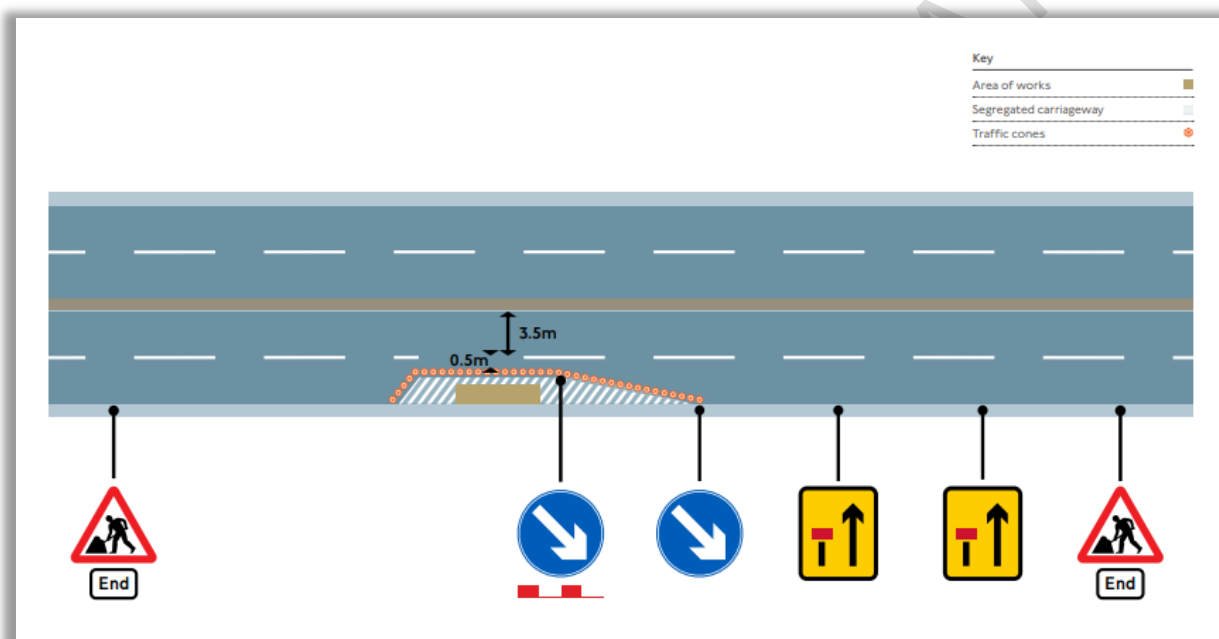 Key
Area of works
Segregated carriageway
Traffic cones
3.5m
0.5m
End
End